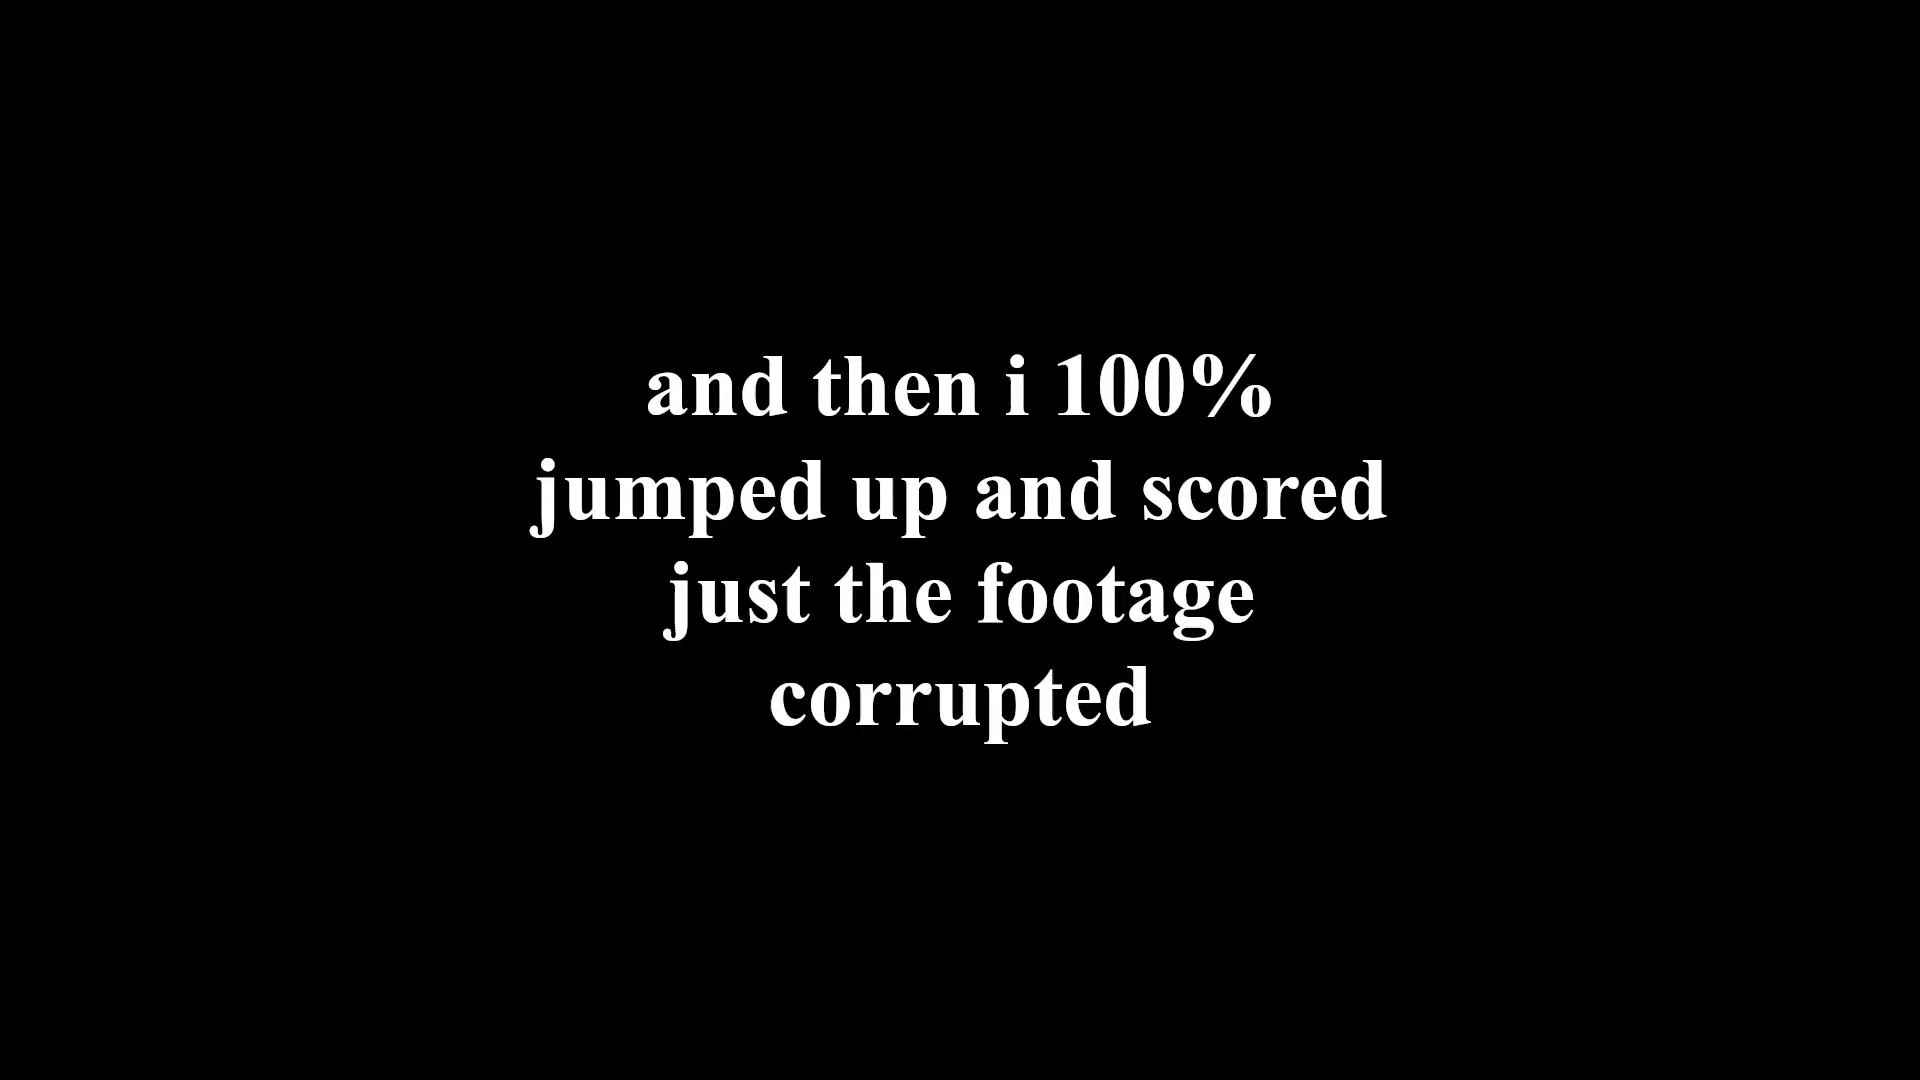 and then i 100%
jumped up and scored
just the footage
corrupted